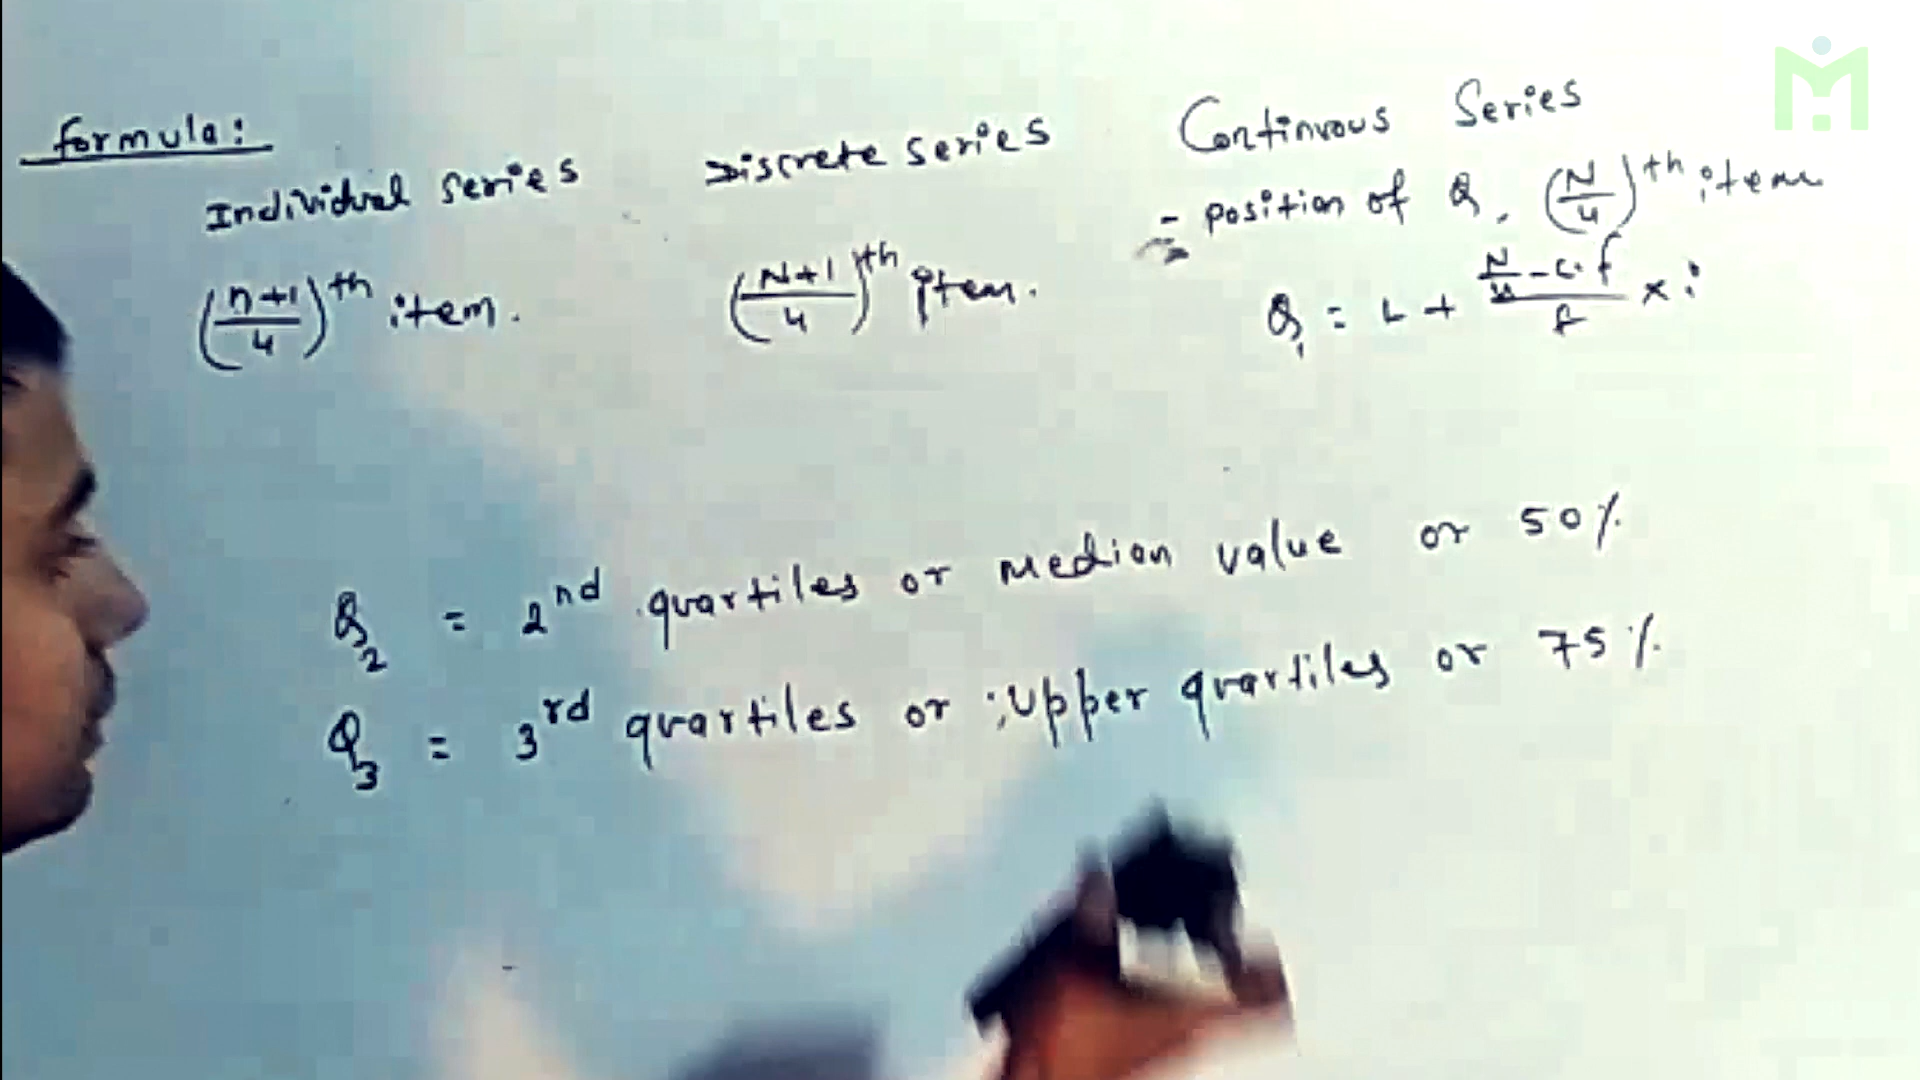 formula:
Individual series Discrete series Continuous Series
(n+1/4)th item. (N+1/4)th item. - position of Q, (N/4)th item
Q1 = L + N/4 - c.f / f × i
Q2 = 2nd quartiles or Median value or 50%
Q3 = 3rd quartiles or Upper quartiles or 75%